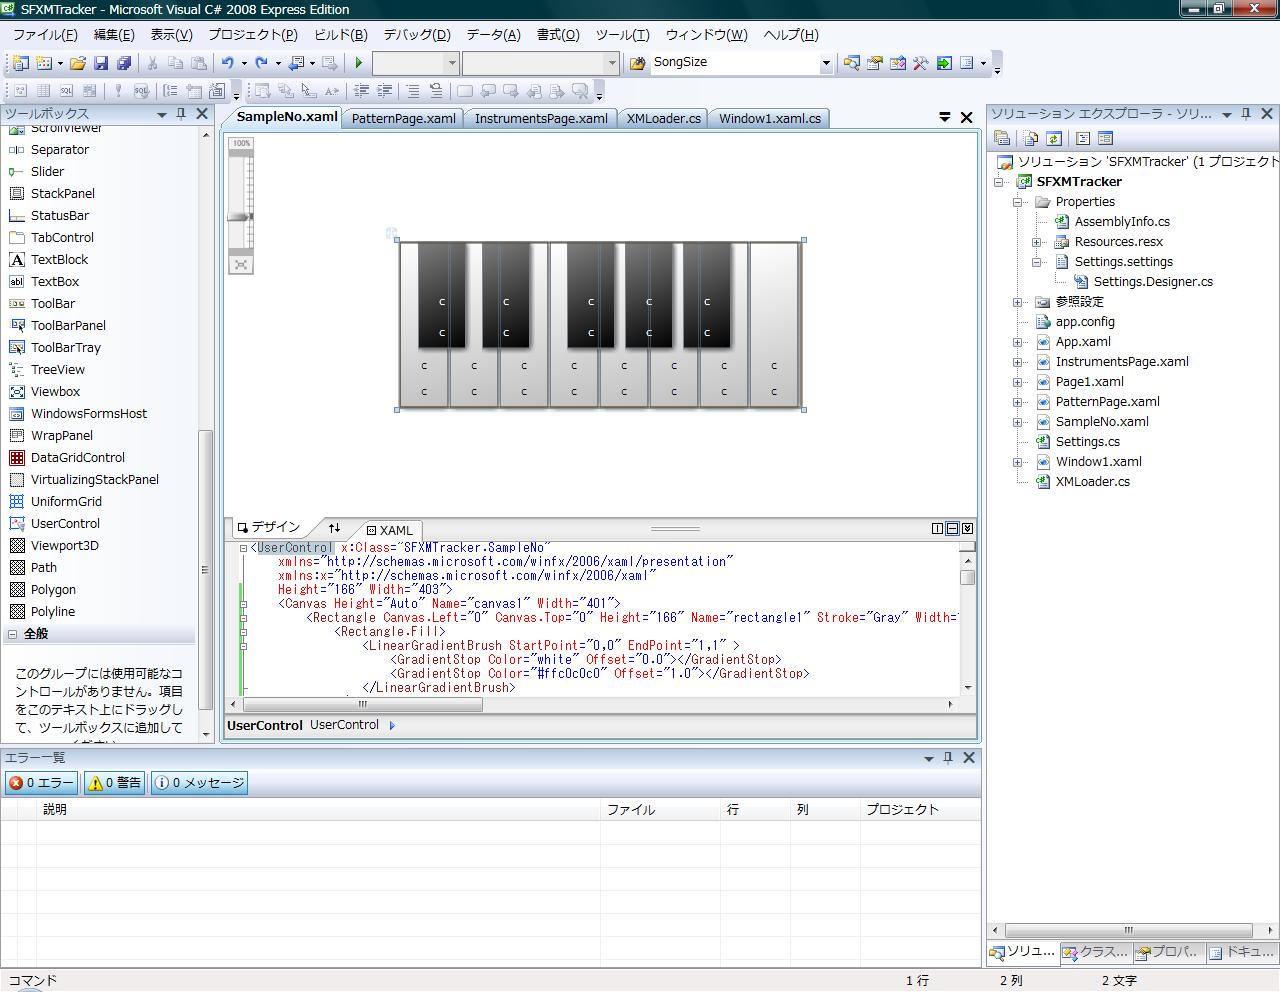 SFXMTracker - Microsoft Visual C# 2008 Express Edition
ファイル(F) 編集(E) 表示(V) プロジェクト(P) ビルド(B) デバッグ(D) データ(A) 書式(O) ツール(T) ウィンドウ(W) ヘルプ(H)
SongSize
ツールボックス
ScrollViewer
Separator
Slider
StackPanel
StatusBar
TabControl
TextBlock
TextBox
ToolBar
ToolBarPanel
ToolBarTray
TreeView
Viewbox
WindowsFormsHost
WrapPanel
DataGridControl
VirtualizingStackPanel
UniformGrid
UserControl
Viewport3D
Path
Polygon
Polyline
全般
このグループには使用可能なコ
ントロールがありません。項目
をこのテキスト上にドラッグし
て、ツールボックスに追加して
SampleNo.xaml PatternPage.xaml InstrumentsPage.xaml XMLoader.cs Window1.xaml.cs
100%
C C C C C
C C C C C
C C C C C C C C
C C C C C C C C
デザイン XAML
<UserControl x:Class="SFXMTracker.SampleNo"
xmlns="http://schemas.microsoft.com/winfx/2006/xaml/presentation"
xmlns:x="http://schemas.microsoft.com/winfx/2006/xaml"
Height="166" Width="403">
<Canvas Height="Auto" Name="canvas1" Width="401">
<Rectangle Canvas.Left="0" Canvas.Top="0" Height="166" Name="rectangle1" Stroke="Gray" Width=
<Rectangle.Fill>
<LinearGradientBrush StartPoint="0,0" EndPoint="1,1" >
<GradientStop Color="white" Offset="0.0"></GradientStop>
<GradientStop Color="#ffc0c0c0" Offset="1.0"></GradientStop>
</LinearGradientBrush>
UserControl UserControl
ソリューション エクスプローラ - ソリ...
ソリューション 'SFXMTracker' (1 プロジェクト
SFXMTracker
Properties
AssemblyInfo.cs
Resources.resx
Settings.settings
Settings.Designer.cs
参照設定
app.config
App.xaml
InstrumentsPage.xaml
Page1.xaml
PatternPage.xaml
SampleNo.xaml
Settings.cs
Window1.xaml
XMLoader.cs
ソリュ... クラス... プロパ.. ドキュ...
エラー一覧
0 エラー 0 警告 0 メッセージ
説明 ファイル 行 列 プロジェクト
コマンド 1 行 2 列 2 文字